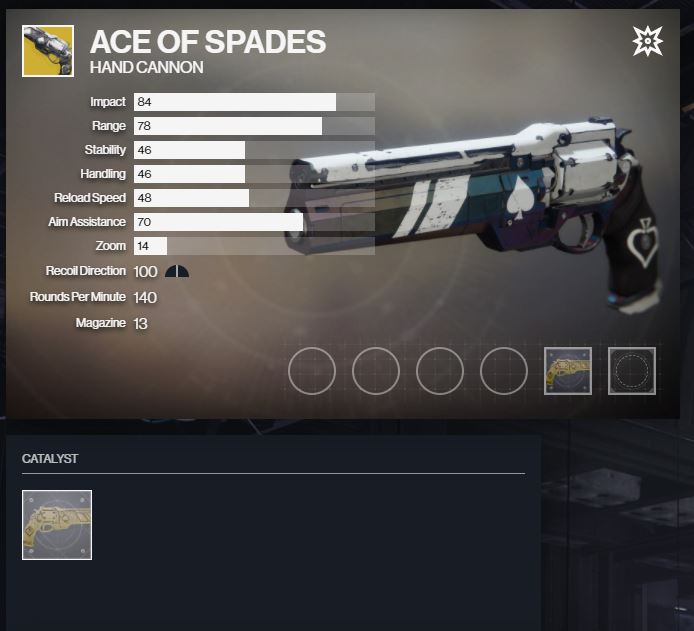 ACE OF SPADES
HAND CANNON
Impact 84
Range 78
Stability 46
Handling 46
Reload Speed 48
Aim Assistance 70
Zoom 14
Recoil Direction 100
Rounds Per Minute 140
Magazine 13
CATALYST